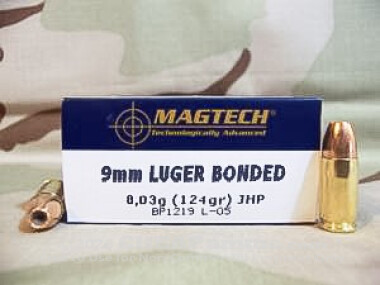 MAGTECH
Technologically Advanced
9mm LUGER BONDED
8,03g (124gr) JHP
BP1219 L-05